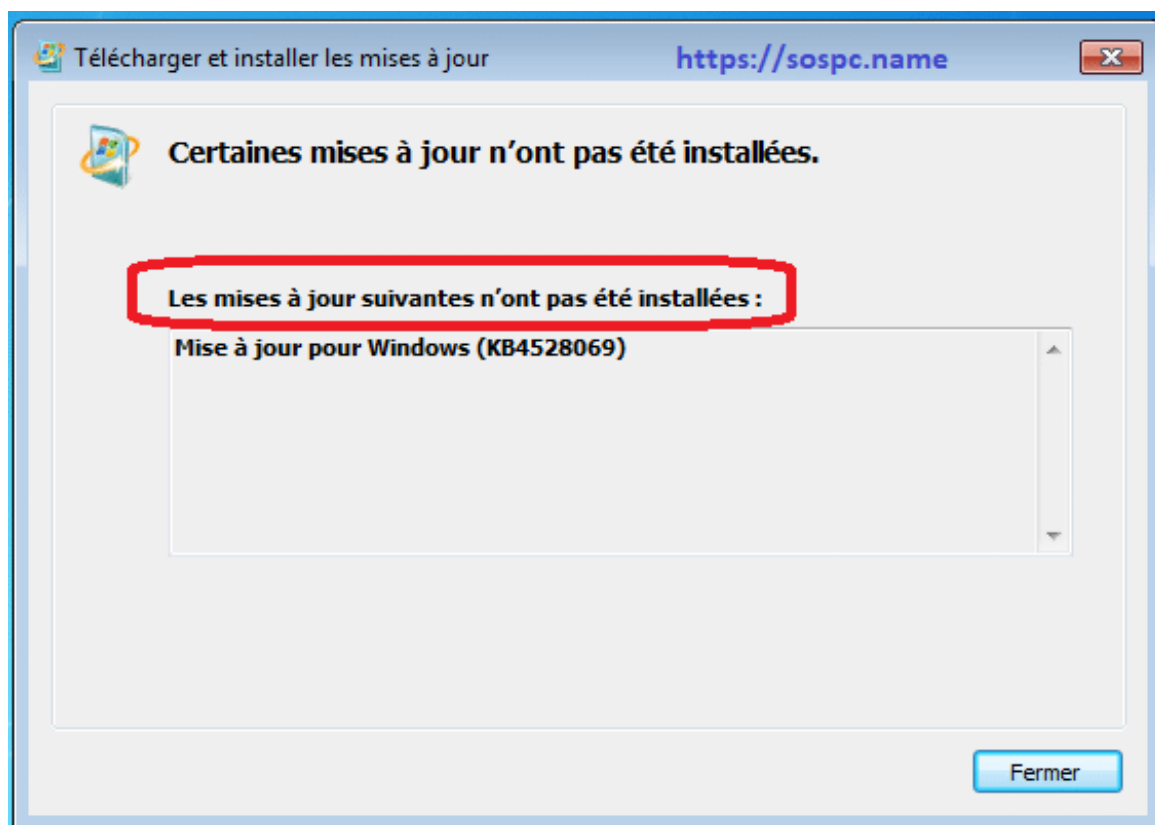 Télécharger et installer les mises à jour https://sospc.name
Certaines mises à jour n’ont pas été installées.
Les mises à jour suivantes n’ont pas été installées :
Mise à jour pour Windows (KB4528069)
Fermer